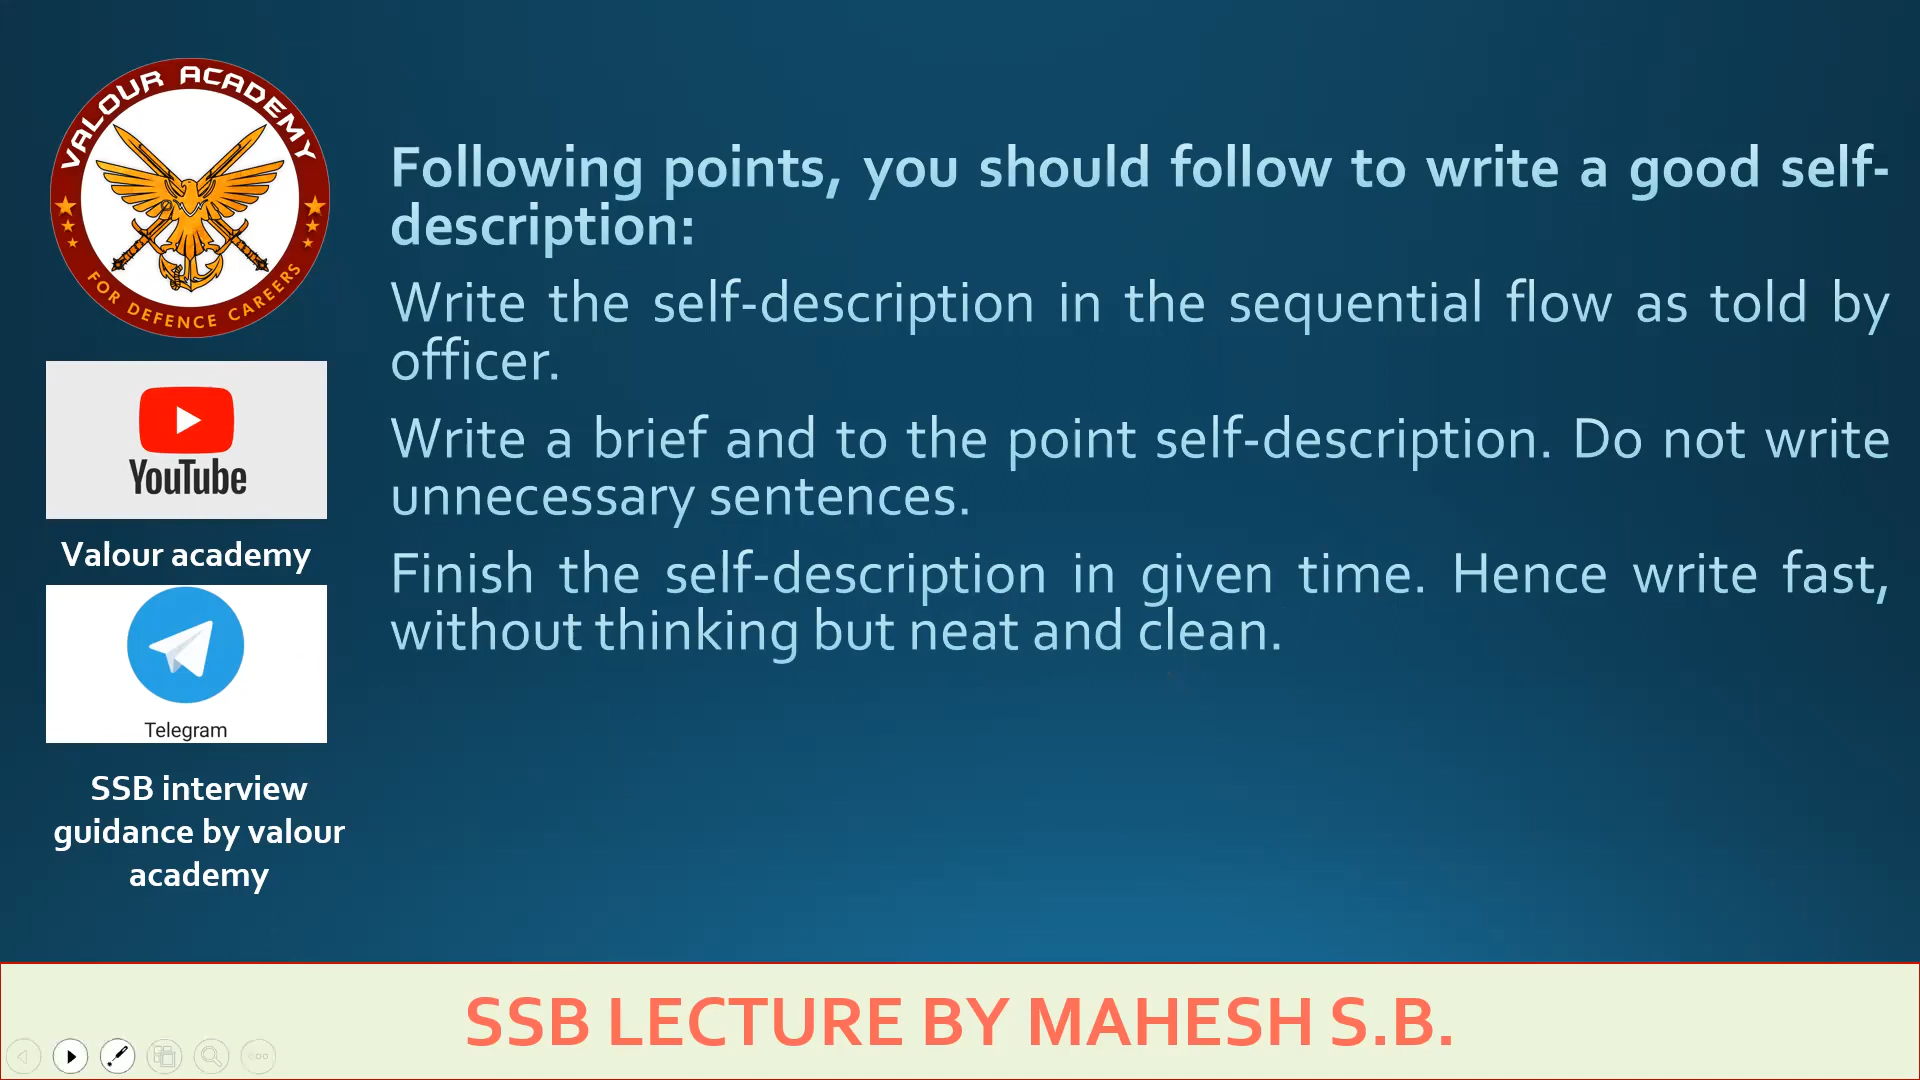 VALOUR ACADEMY
FOR DEFENCE CAREERS
YouTube
Valour academy
Telegram
SSB interview
guidance by valour
academy
Following points, you should follow to write a good self-
description:
Write the self-description in the sequential flow as told by
officer.
Write a brief and to the point self-description. Do not write
unnecessary sentences.
Finish the self-description in given time. Hence write fast,
without thinking but neat and clean.
SSB LECTURE BY MAHESH S.B.